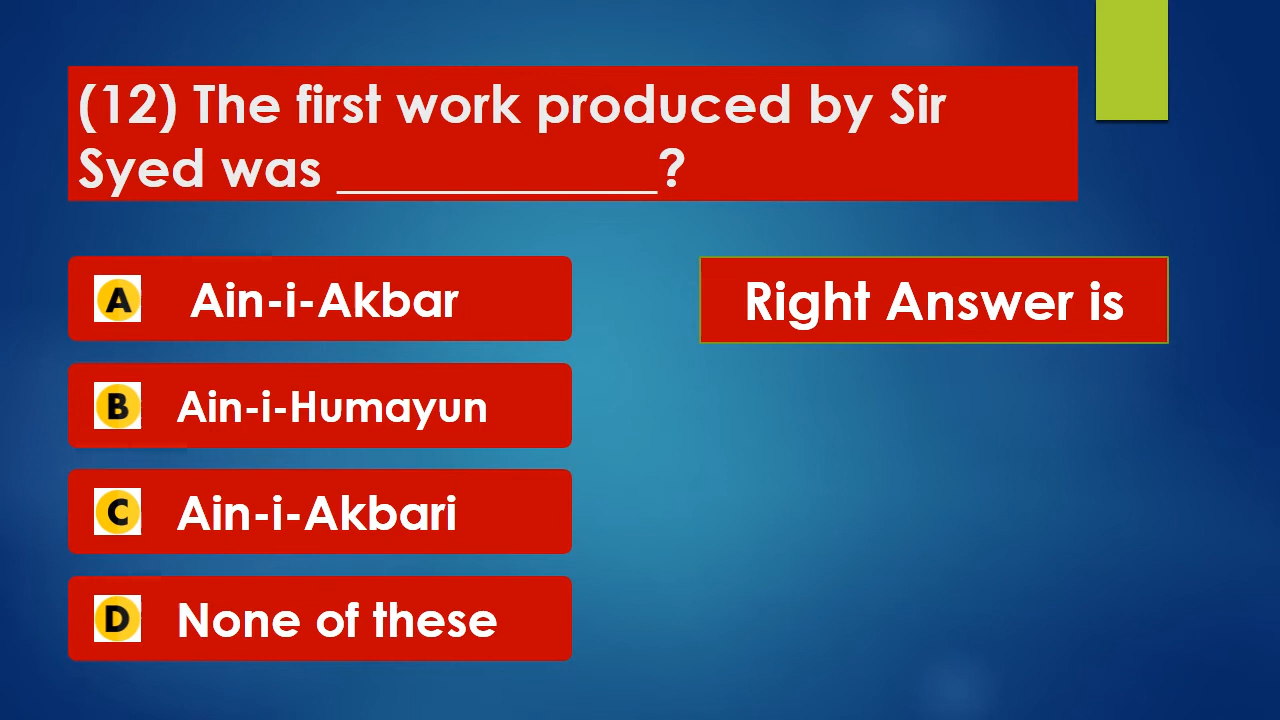 (12) The first work produced by Sir
Syed was ____________?
A Ain-i-Akbar
Right Answer is
B Ain-i-Humayun
C Ain-i-Akbari
D None of these